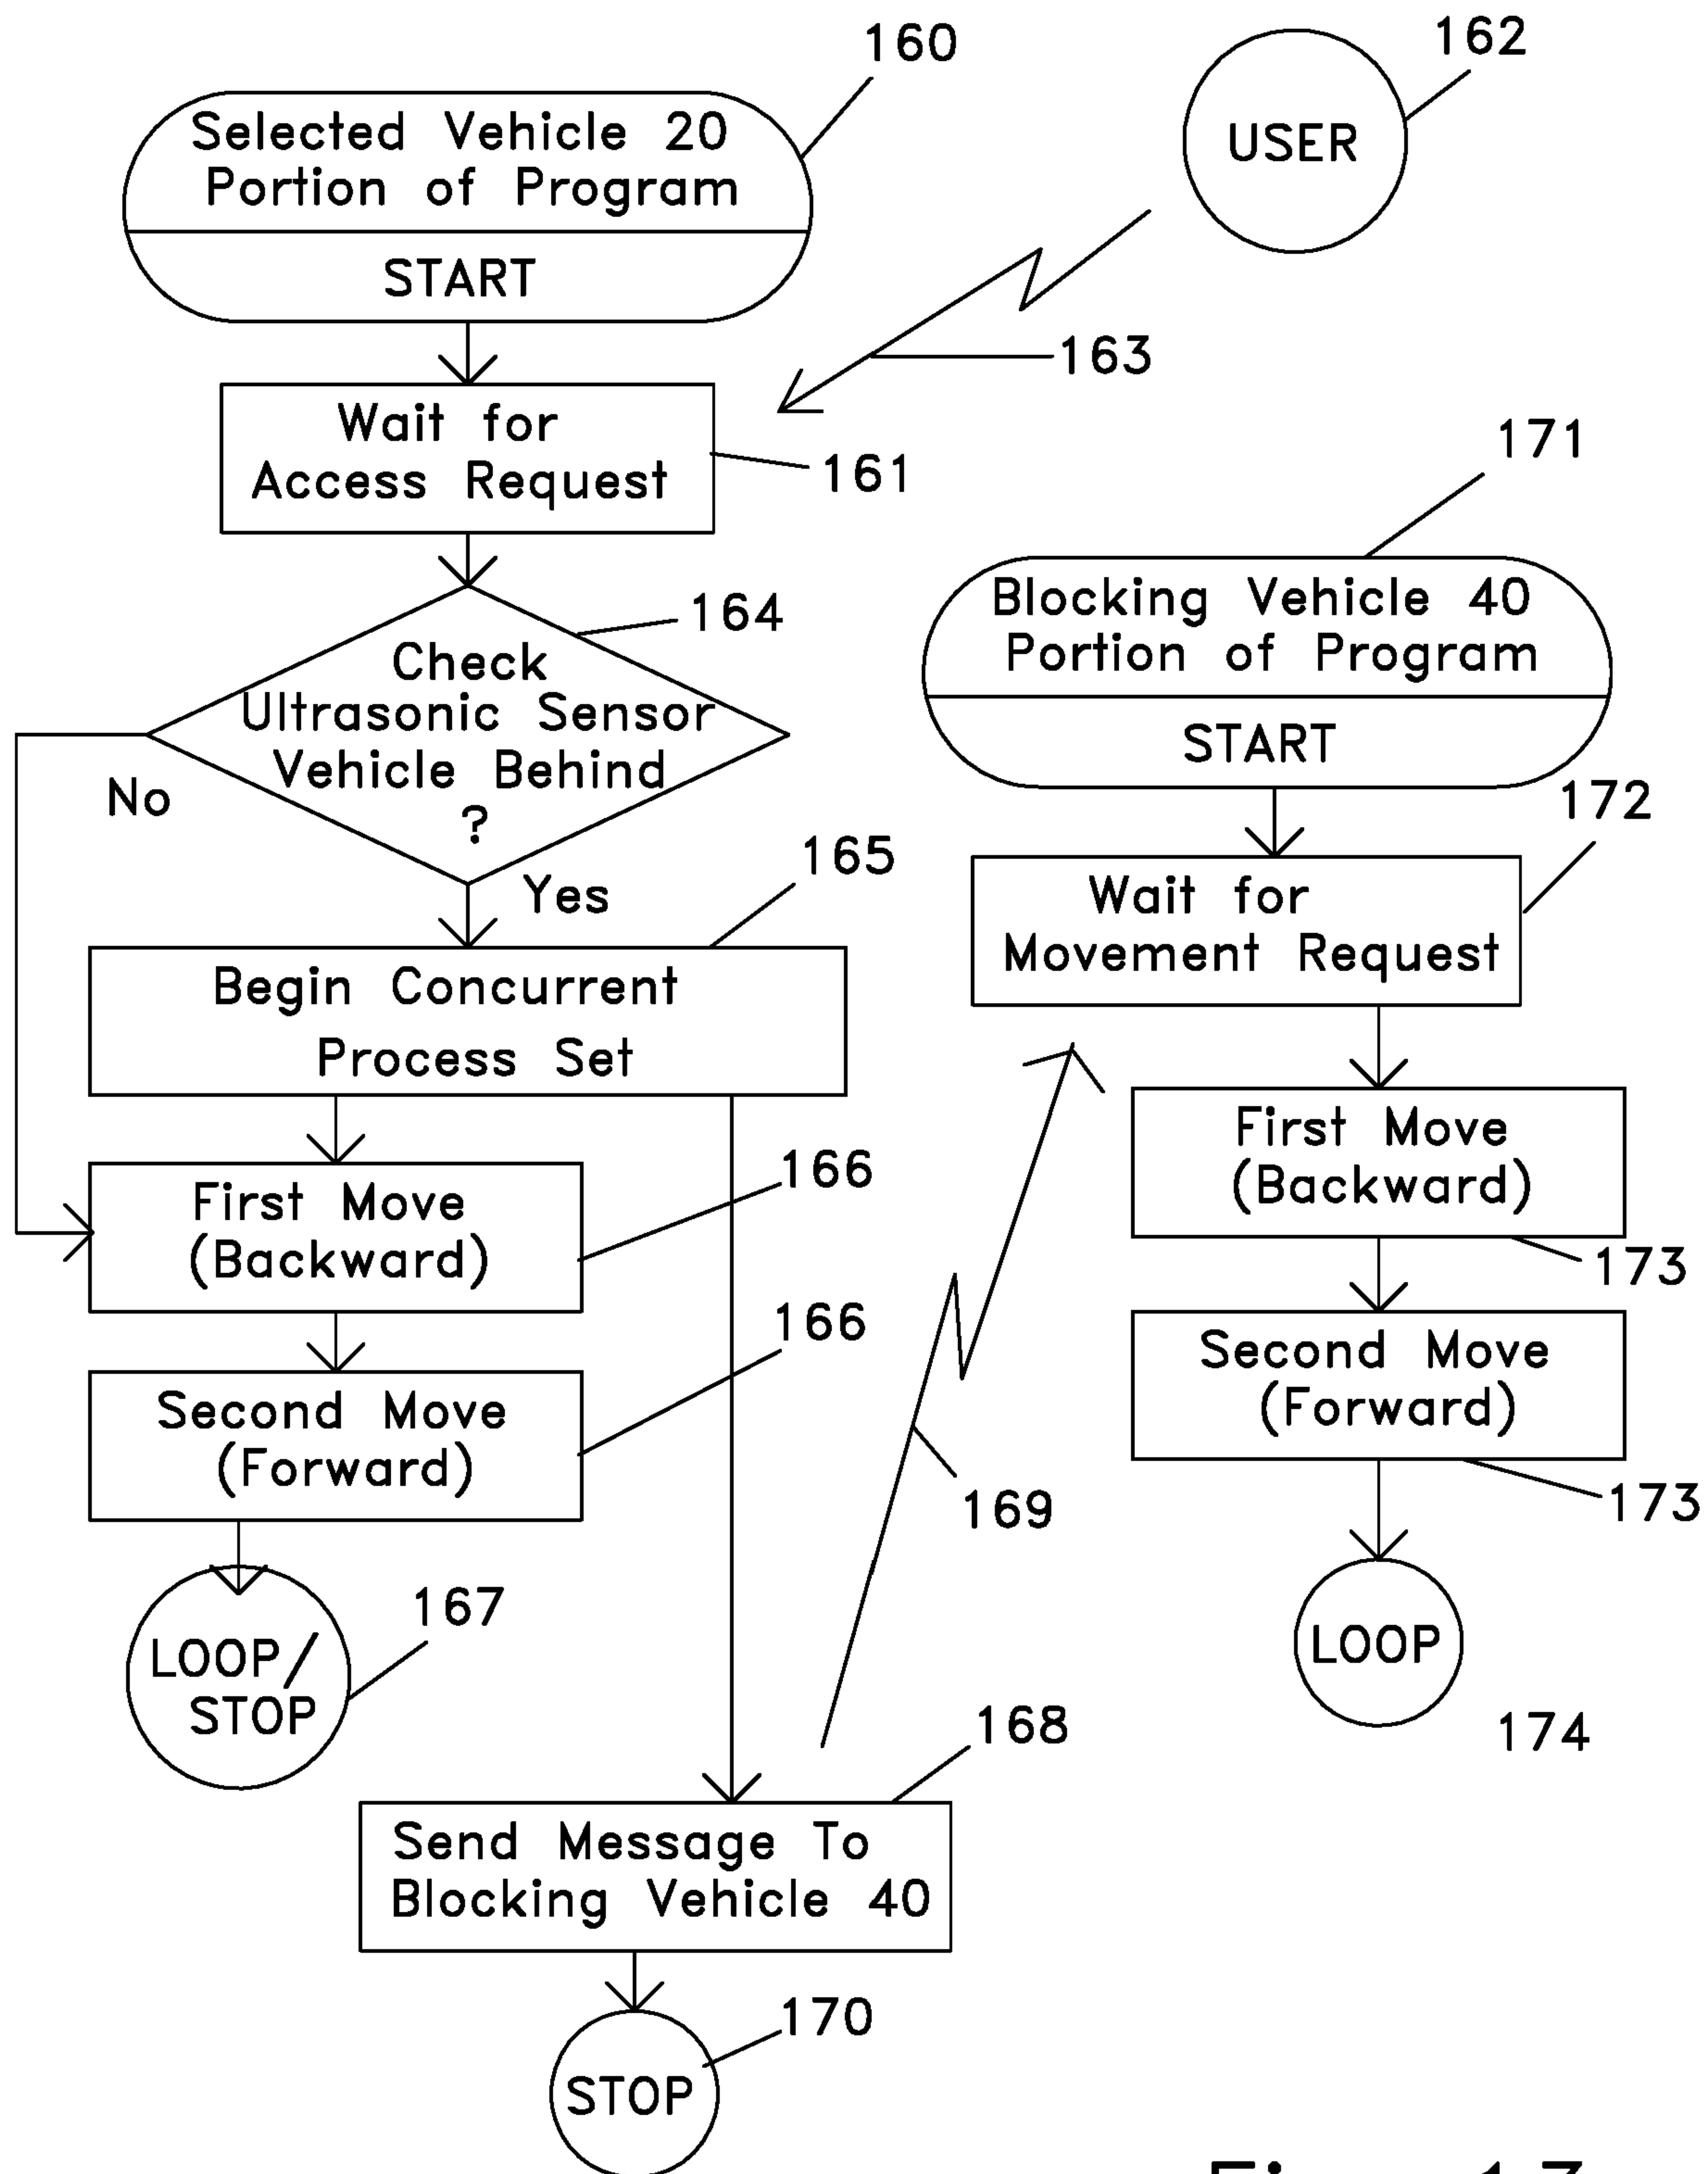 160
162
Selected Vehicle 20
Portion of Program
START
USER
163
Wait for
Access Request
161
171
164
Check
Ultrasonic Sensor
Vehicle Behind
?
No
Yes
Blocking Vehicle 40
Portion of Program
START
172
165
Wait for
Movement Request
Begin Concurrent
Process Set
First Move
(Backward)
166
First Move
(Backward)
173
166
Second Move
(Forward)
Second Move
(Forward)
173
169
167
LOOP/
STOP
LOOP
168
174
Send Message To
Blocking Vehicle 40
170
STOP